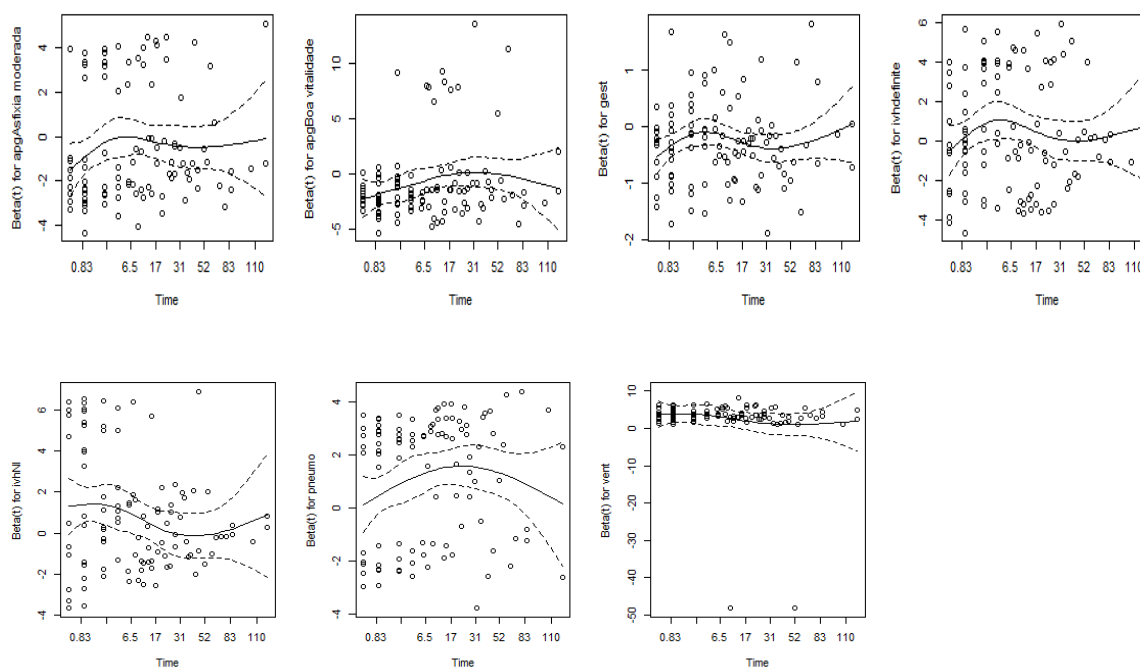 Beta(t) for apgAsfixia moderada
4
2
0
-2
-4
0.83 6.5 17 31 52 83 110
Time
Beta(t) for apgBoa vitalidade
10
5
0
-5
0.83 6.5 17 31 52 83 110
Time
Beta(t) for gest
2
1
0
-1
-2
0.83 6.5 17 31 52 83 110
Time
Beta(t) for ivhdefinite
6
4
2
0
-2
-4
0.83 6.5 17 31 52 83 110
Time
Beta(t) for ivhNI
6
4
2
0
-2
-4
0.83 6.5 17 31 52 83 110
Time
Beta(t) for pneumo
4
2
0
-2
-4
0.83 6.5 17 31 52 83 110
Time
Beta(t) for vent
10
0
-10
-20
-30
-40
-50
0.83 6.5 17 31 52 83 110
Time